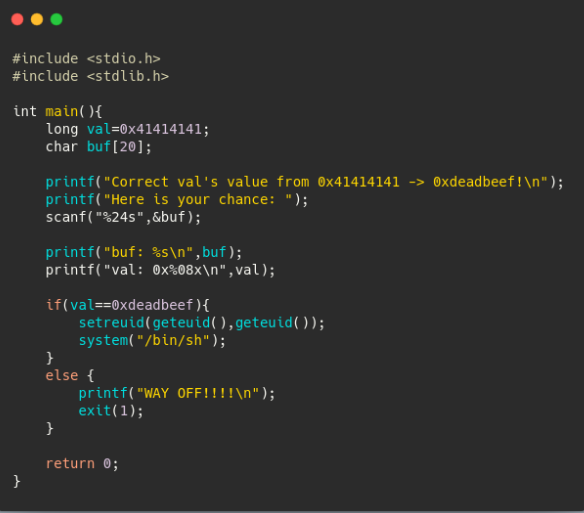 #include <stdio.h>
#include <stdlib.h>

int main(){
    long val=0x41414141;
    char buf[20];

    printf("Correct val's value from 0x41414141 -> 0xdeadbeef!\n");
    printf("Here is your chance: ");
    scanf("%24s",&buf);

    printf("buf: %s\n",buf);
    printf("val: 0x%08x\n",val);

    if(val==0xdeadbeef){
        setreuid(geteuid(),geteuid());
        system("/bin/sh");
    }
    else {
        printf("WAY OFF!!!!\n");
        exit(1);
    }

    return 0;
}